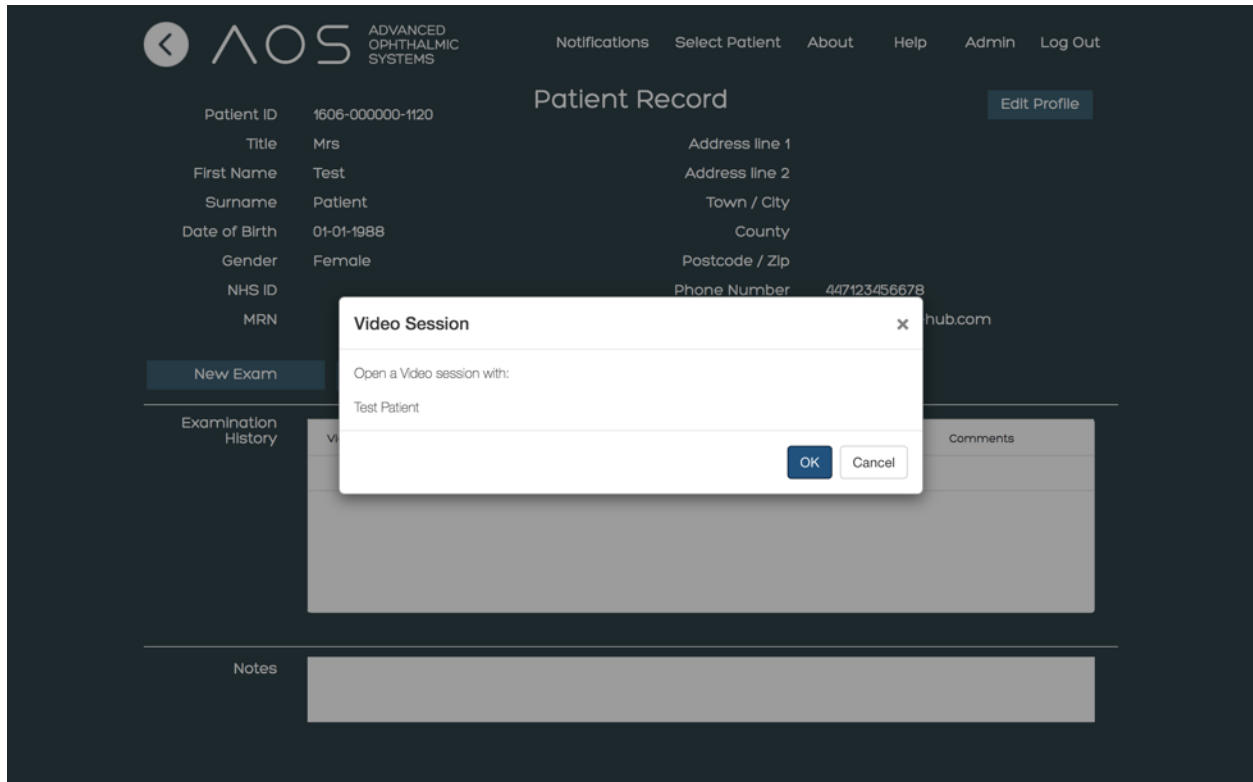 AOS ADVANCED
OPHTHALMIC
SYSTEMS
Notifications Select Patient About Help Admin Log Out
Patient Record
Edit Profile
Patient ID 1606-000000-1120
Title Mrs
First Name Test
Surname Patient
Date of Birth 01-01-1988
Gender Female
NHS ID
MRN
Address line 1
Address line 2
Town / City
County
Postcode / Zip
Phone Number 447123456678
hub.com
Video Session ×
Open a Video session with:
Test Patient
OK Cancel
New Exam
Examination
History
Comments
Notes